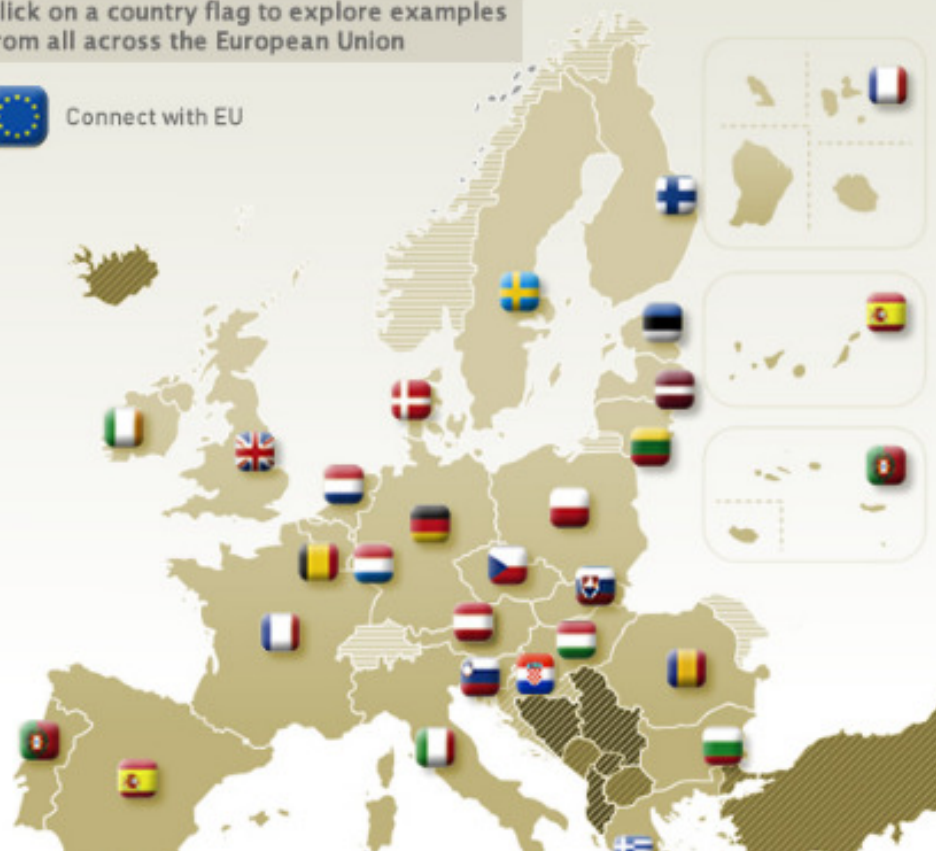 lick on a country flag to explore examples
rom all across the European Union
Connect with EU